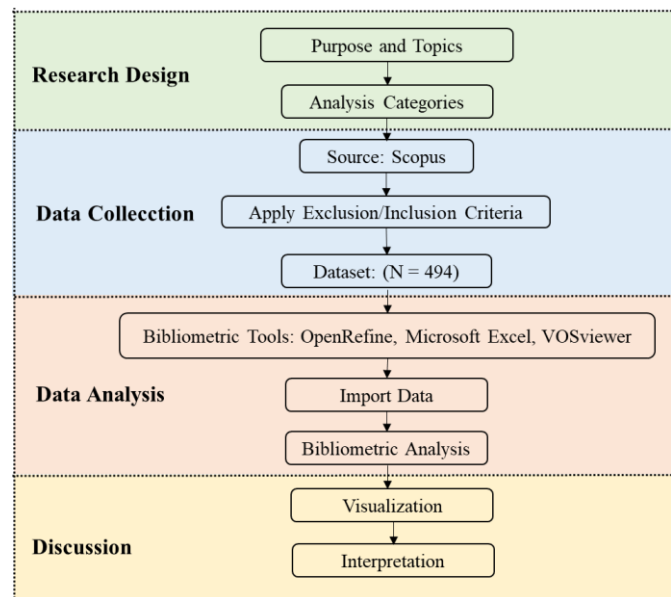 Purpose and Topics
Research Design
Analysis Categories
Source: Scopus
Data Collecction
Apply Exclusion/Inclusion Criteria
Dataset: (N = 494)
Bibliometric Tools: OpenRefine, Microsoft Excel, VOSviewer
Data Analysis
Import Data
Bibliometric Analysis
Visualization
Discussion
Interpretation